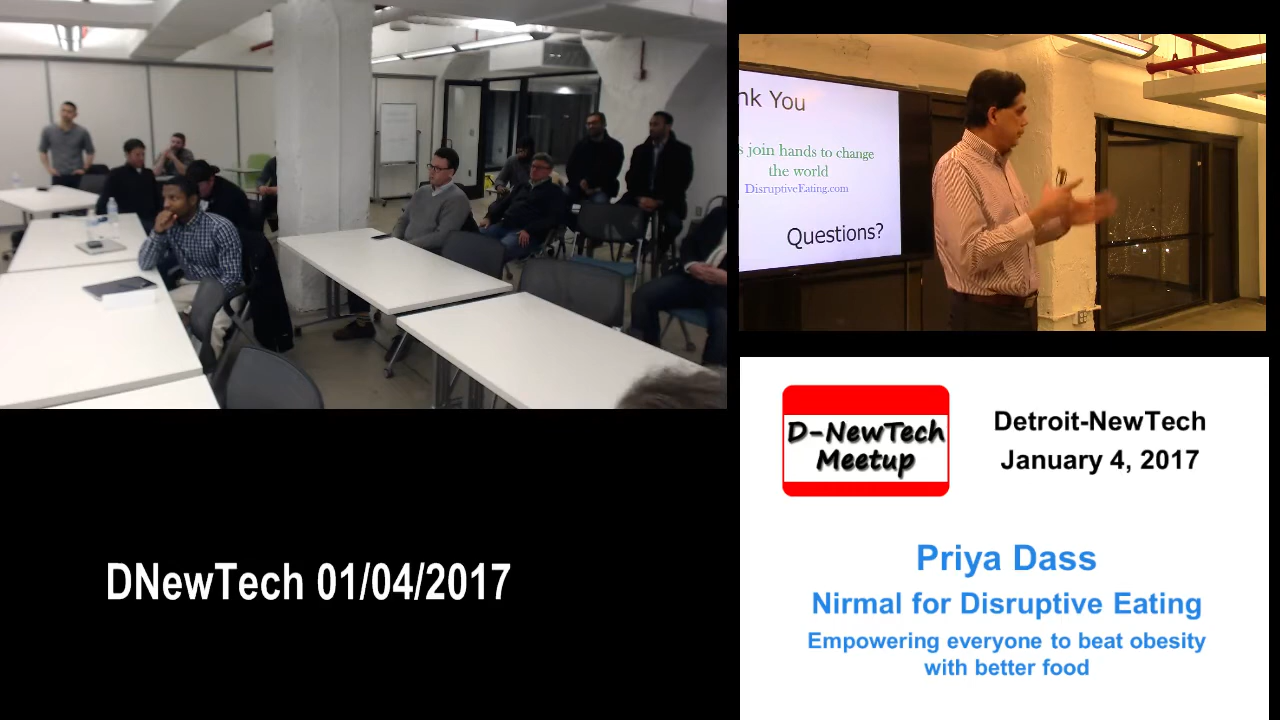 nk You
s join hands to change
the world
DisruptiveEating.com
Questions?
D-NewTech
Meetup
Detroit-NewTech
January 4, 2017
Priya Dass
Nirmal for Disruptive Eating
Empowering everyone to beat obesity
with better food
DNewTech 01/04/2017